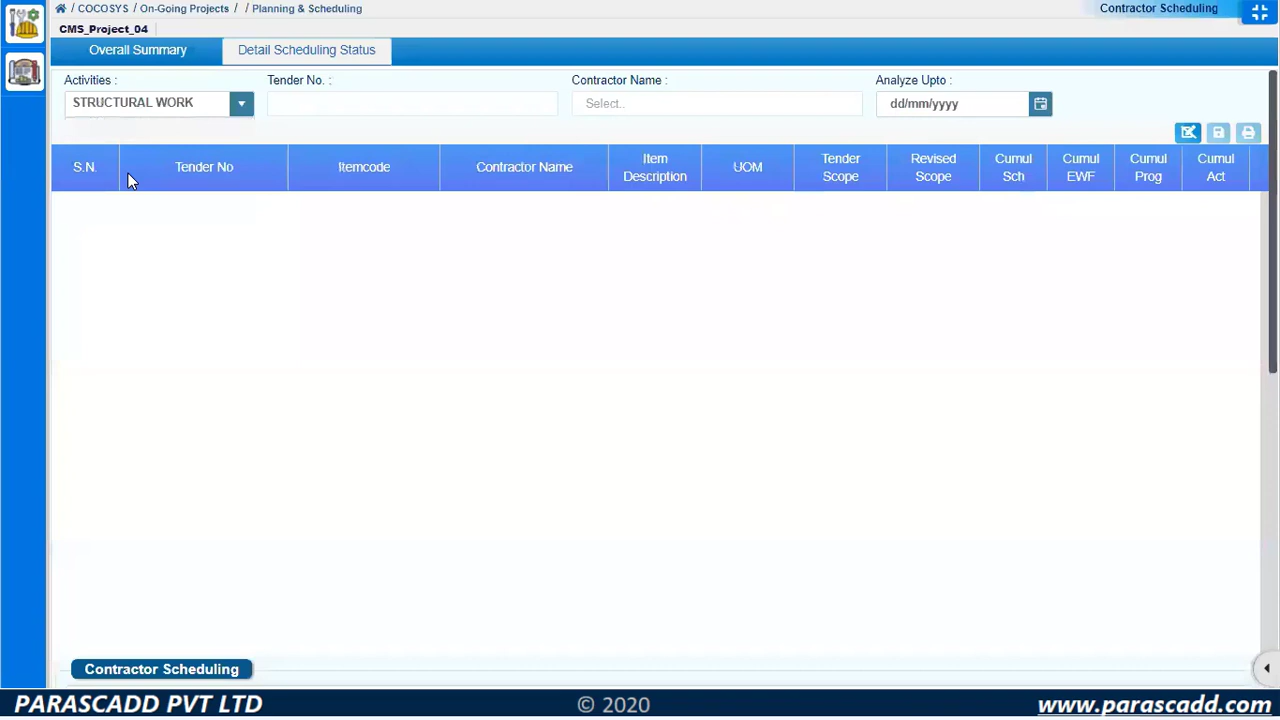 / COCOSYS / On-Going Projects / / Planning & Scheduling
Contractor Scheduling
CMS_Project_04
Overall Summary
Detail Scheduling Status
Activities :
Tender No. :
Contractor Name :
Analyze Upto :
STRUCTURAL WORK
Select..
dd/mm/yyyy
S.N.
Tender No
Itemcode
Contractor Name
Item
Description
UOM
Tender
Scope
Revised
Scope
Cumul
Sch
Cumul
EWF
Cumul
Prog
Cumul
Act
Contractor Scheduling
PARASCADD PVT LTD
© 2020
www.parascadd.com